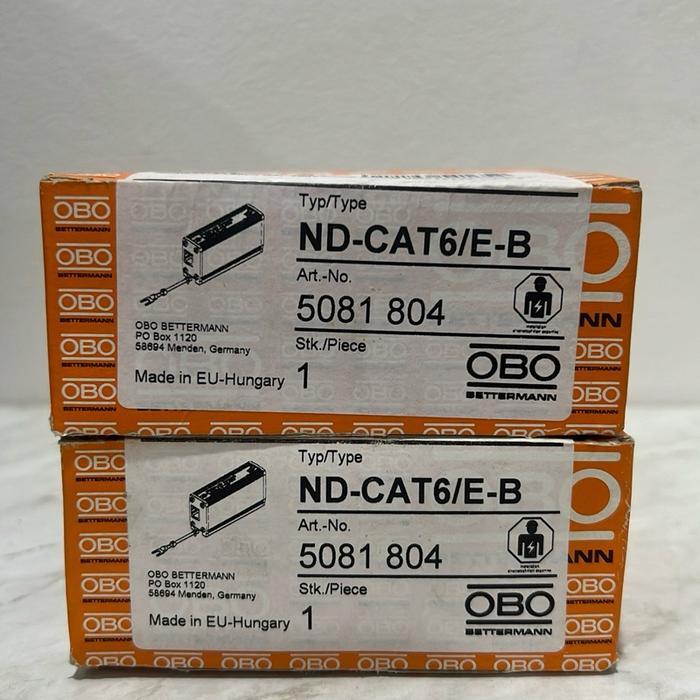 OBO
BETTERMANN
Typ/Type
ND-CAT6/E-B
Art.-No.
5081 804
OBO BETTERMANN
PO Box 1120
58694 Menden, Germany
Stk./Piece
Made in EU-Hungary 1
OBO
BETTERMANN
OBO
BETTERMANN
Typ/Type
ND-CAT6/E-B
Art.-No.
5081 804
OBO BETTERMANN
PO Box 1120
58694 Menden, Germany
Stk./Piece
Made in EU-Hungary 1
OBO
BETTERMANN